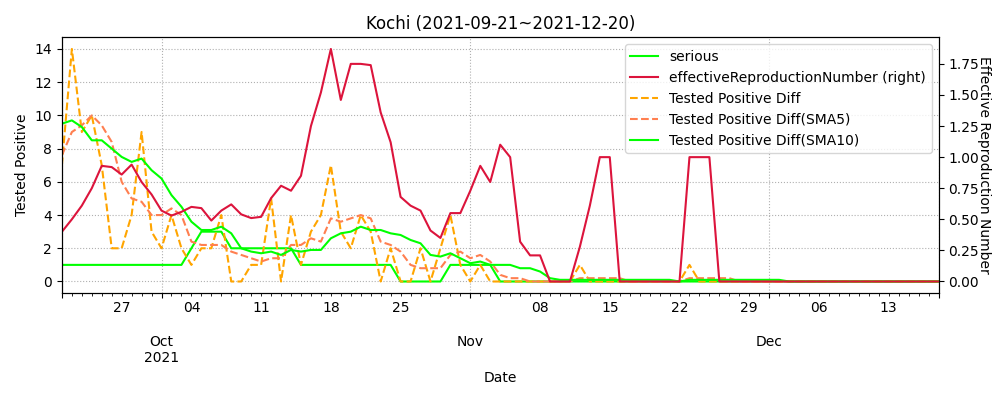 Kochi (2021-09-21~2021-12-20)
serious
effectiveReproductionNumber (right)
Tested Positive Diff
Tested Positive Diff(SMA5)
Tested Positive Diff(SMA10)
Tested Positive
14
12
10
8
6
4
2
0
Effective Reproduction Number
1.75
1.50
1.25
1.00
0.75
0.50
0.25
0.00
27 04 11 18 25 08 15 22 29 06 13
Oct Nov Dec
2021
Date